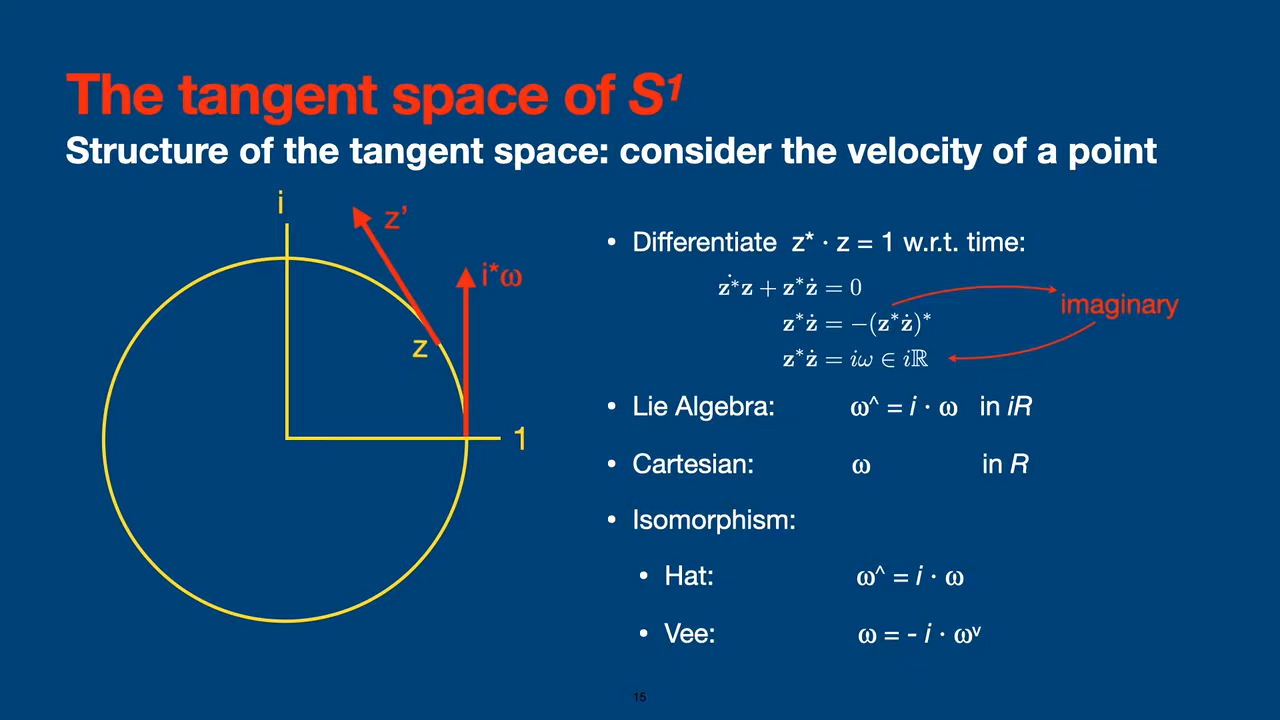 The tangent space of S¹
Structure of the tangent space: consider the velocity of a point
i
z’
i*ω
z
1
• Differentiate z* · z = 1 w.r.t. time:
ż*z + z*ż = 0
z*ż = −(z*ż)*
z*ż = iω ∈ iℝ
imaginary
• Lie Algebra: ω^ = i · ω in iR
• Cartesian: ω in R
• Isomorphism:
• Hat: ω^ = i · ω
• Vee: ω = - i · ωᵛ
15